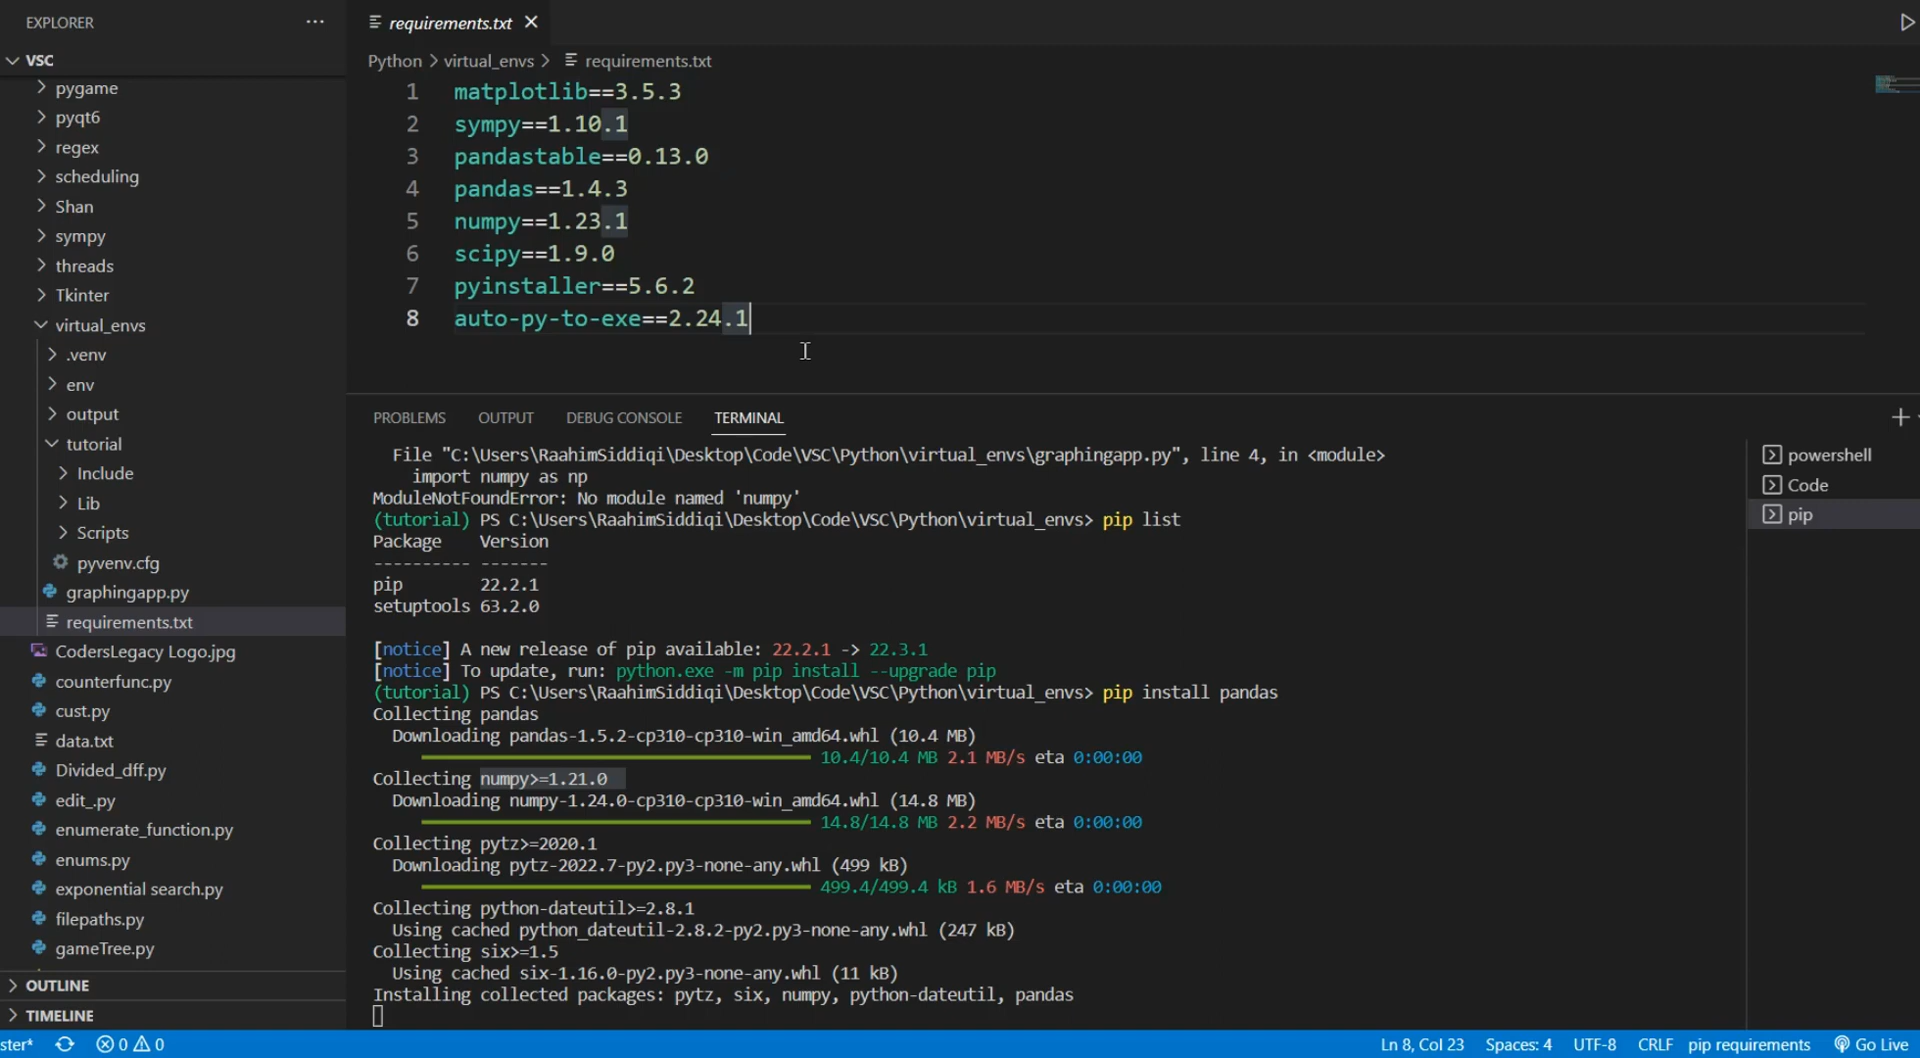 EXPLORER
VSC
pygame
pyqt6
regex
scheduling
Shan
sympy
threads
Tkinter
virtual_envs
.venv
env
output
tutorial
Include
Lib
Scripts
pyvenv.cfg
graphingapp.py
requirements.txt
CodersLegacy Logo.jpg
counterfunc.py
cust.py
data.txt
Divided_dff.py
edit_.py
enumerate_function.py
enums.py
exponential search.py
filepaths.py
gameTree.py
OUTLINE
TIMELINE
requirements.txt
Python > virtual_envs > requirements.txt
1 matplotlib==3.5.3
2 sympy==1.10.1
3 pandastable==0.13.0
4 pandas==1.4.3
5 numpy==1.23.1
6 scipy==1.9.0
7 pyinstaller==5.6.2
8 auto-py-to-exe==2.24.1
PROBLEMS OUTPUT DEBUG CONSOLE TERMINAL
File "C:\Users\RaahimSiddiqi\Desktop\Code\VSC\Python\virtual_envs\graphingapp.py", line 4, in <module>
import numpy as np
ModuleNotFoundError: No module named 'numpy'
(tutorial) PS C:\Users\RaahimSiddiqi\Desktop\Code\VSC\Python\virtual_envs> pip list
Package Version
---------- -------
pip 22.2.1
setuptools 63.2.0
[notice] A new release of pip available: 22.2.1 -> 22.3.1
[notice] To update, run: python.exe -m pip install --upgrade pip
(tutorial) PS C:\Users\RaahimSiddiqi\Desktop\Code\VSC\Python\virtual_envs> pip install pandas
Collecting pandas
Downloading pandas-1.5.2-cp310-cp310-win_amd64.whl (10.4 MB)
10.4/10.4 MB 2.1 MB/s eta 0:00:00
Collecting numpy>=1.21.0
Downloading numpy-1.24.0-cp310-cp310-win_amd64.whl (14.8 MB)
14.8/14.8 MB 2.2 MB/s eta 0:00:00
Collecting pytz>=2020.1
Downloading pytz-2022.7-py2.py3-none-any.whl (499 kB)
499.4/499.4 kB 1.6 MB/s eta 0:00:00
Collecting python-dateutil>=2.8.1
Using cached python_dateutil-2.8.2-py2.py3-none-any.whl (247 kB)
Collecting six>=1.5
Using cached six-1.16.0-py2.py3-none-any.whl (11 kB)
Installing collected packages: pytz, six, numpy, python-dateutil, pandas
powershell
Code
pip
ster* 0 0 Ln 8, Col 23 Spaces: 4 UTF-8 CRLF pip requirements Go Live